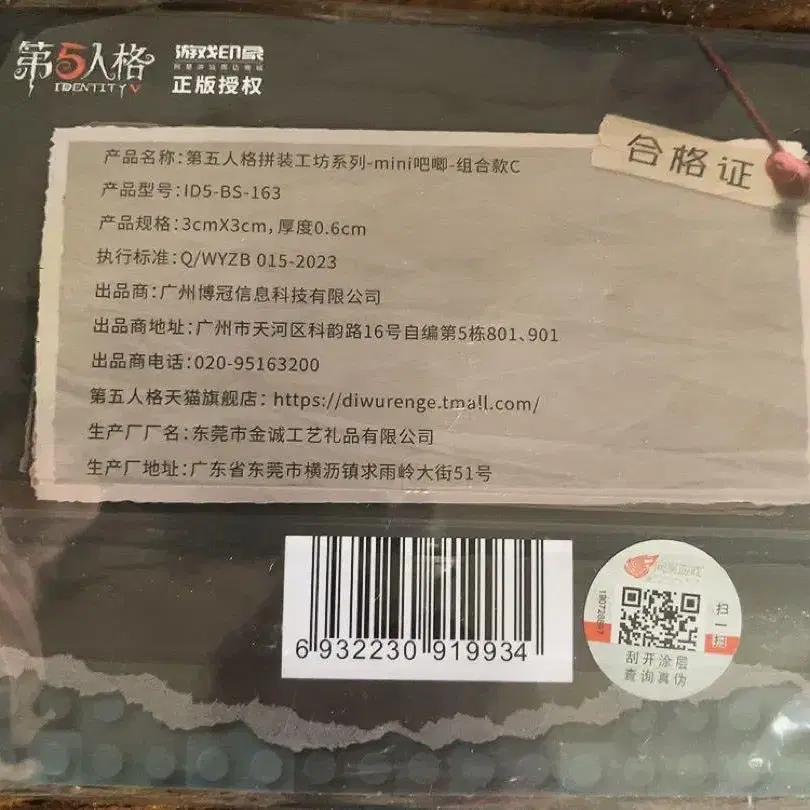 第5人格
IDENTITY V
游戏印象
正版授权
合格证
产品名称：第五人格拼装工坊系列-mini吧唧-组合款C
产品型号：ID5-BS-163
产品规格：3cmX3cm，厚度0.6cm
执行标准：Q/WYZB 015-2023
出品商：广州博冠信息科技有限公司
出品商地址：广州市天河区科韵路16号自编第5栋801、901
出品商电话：020-95163200
第五人格天猫旗舰店：https://diwurenge.tmall.com/
生产厂厂名：东莞市金诚工艺礼品有限公司
生产厂地址：广东省东莞市横沥镇求雨岭大街51号
6 932230 919934
扫一扫
刮开涂层
查询真伪